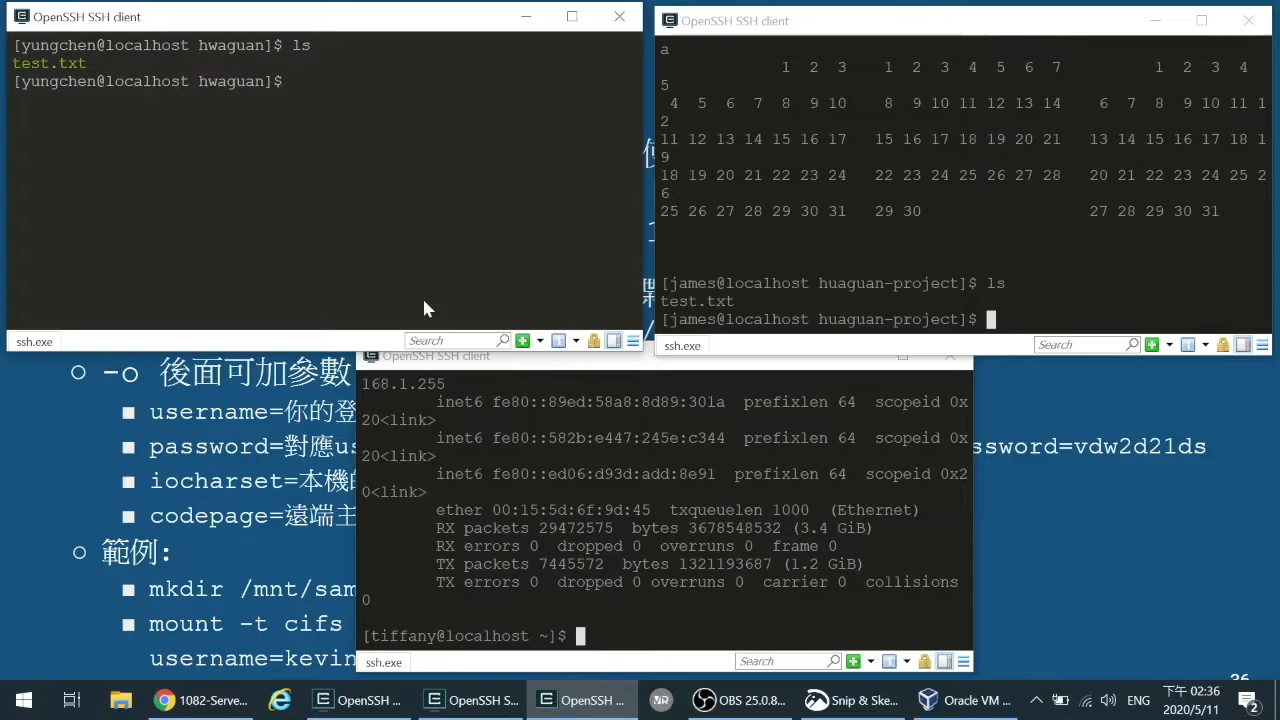 OpenSSH SSH client
[yungchen@localhost hwaguan]$ ls
test.txt
[yungchen@localhost hwaguan]$
Search
ssh.exe
OpenSSH SSH client
a
1 2 3 1 2 3 4 5 6 7 1 2 3 4
5
4 5 6 7 8 9 10 8 9 10 11 12 13 14 6 7 8 9 10 11 1
2
11 12 13 14 15 16 17 15 16 17 18 19 20 21 13 14 15 16 17 18 1
9
18 19 20 21 22 23 24 22 23 24 25 26 27 28 20 21 22 23 24 25 2
6
25 26 27 28 29 30 31 29 30 27 28 29 30 31
[james@localhost huaguan-project]$ ls
test.txt
[james@localhost huaguan-project]$
ssh.exe
Search
OpenSSH SSH client
168.1.255
inet6 fe80::89ed:58a8:8d89:301a prefixlen 64 scopeid 0x
20<link>
inet6 fe80::582b:e447:245e:c344 prefixlen 64 scopeid 0x
20<link>
inet6 fe80::ed06:d93d:add:8e91 prefixlen 64 scopeid 0x2
0<link>
ether 00:15:5d:6f:9d:45 txqueuelen 1000 (Ethernet)
RX packets 29472575 bytes 3678548532 (3.4 GiB)
RX errors 0 dropped 0 overruns 0 frame 0
TX packets 7445572 bytes 1321193687 (1.2 GiB)
TX errors 0 dropped 0 overruns 0 carrier 0 collisions
0
[tiffany@localhost ~]$
ssh.exe
Search
-o 後面可加參數
username=你的登
password=對應us
ssword=vdw2d21ds
iocharset=本機的
codepage=遠端主
範例:
mkdir /mnt/sam
mount -t cifs
username=kevin
36
1082-Serve...
OpenSSH ...
OpenSSH S...
OpenSSH ...
OBS 25.0.8...
Snip & Ske...
Oracle VM ...
ENG
下午 02:36
2020/5/11
2